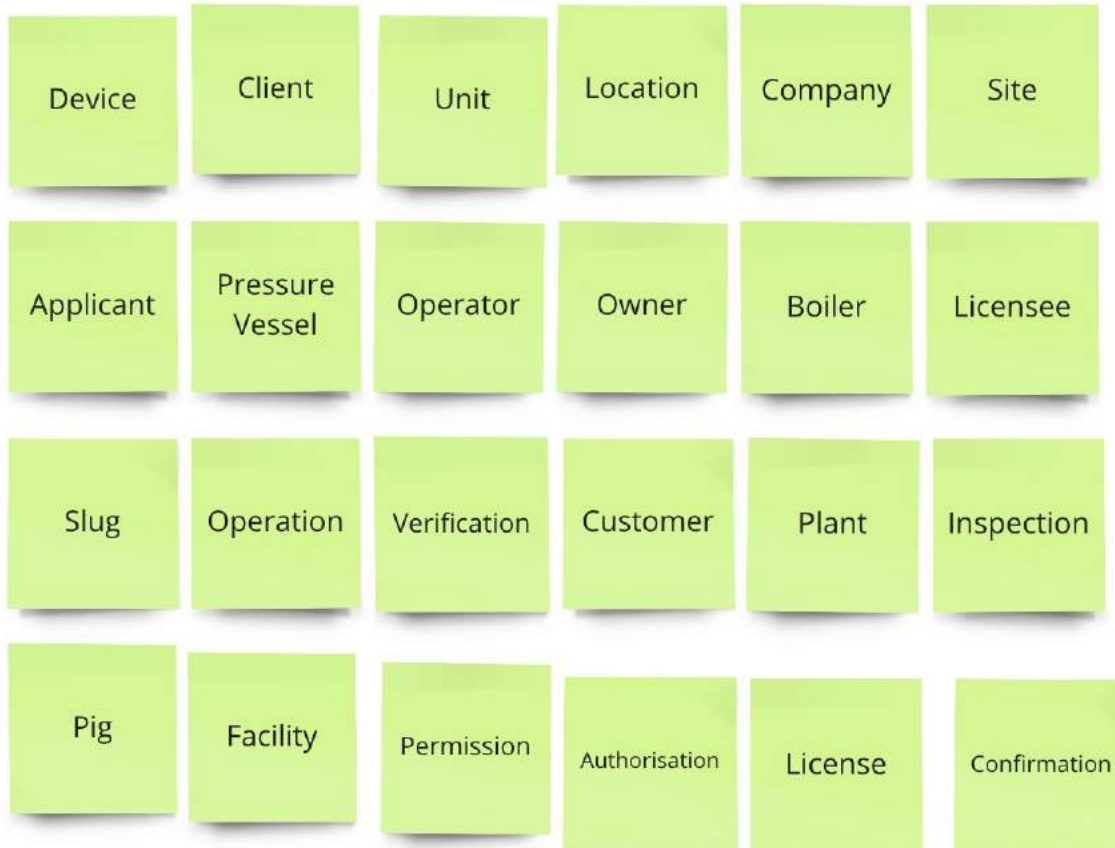 Device
Client
Unit
Location
Company
Site
Applicant
Pressure
Vessel
Operator
Owner
Boiler
Licensee
Slug
Operation
Verification
Customer
Plant
Inspection
Pig
Facility
Permission
Authorisation
License
Confirmation